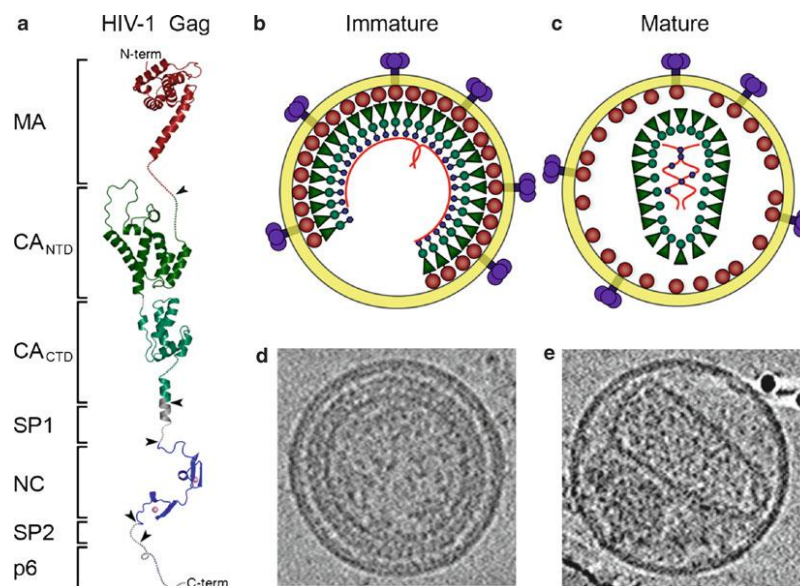 a HIV-1 Gag
N-term
MA
CANTD
CACTD
SP1
NC
SP2
p6
C-term
b Immature
c Mature
d
e